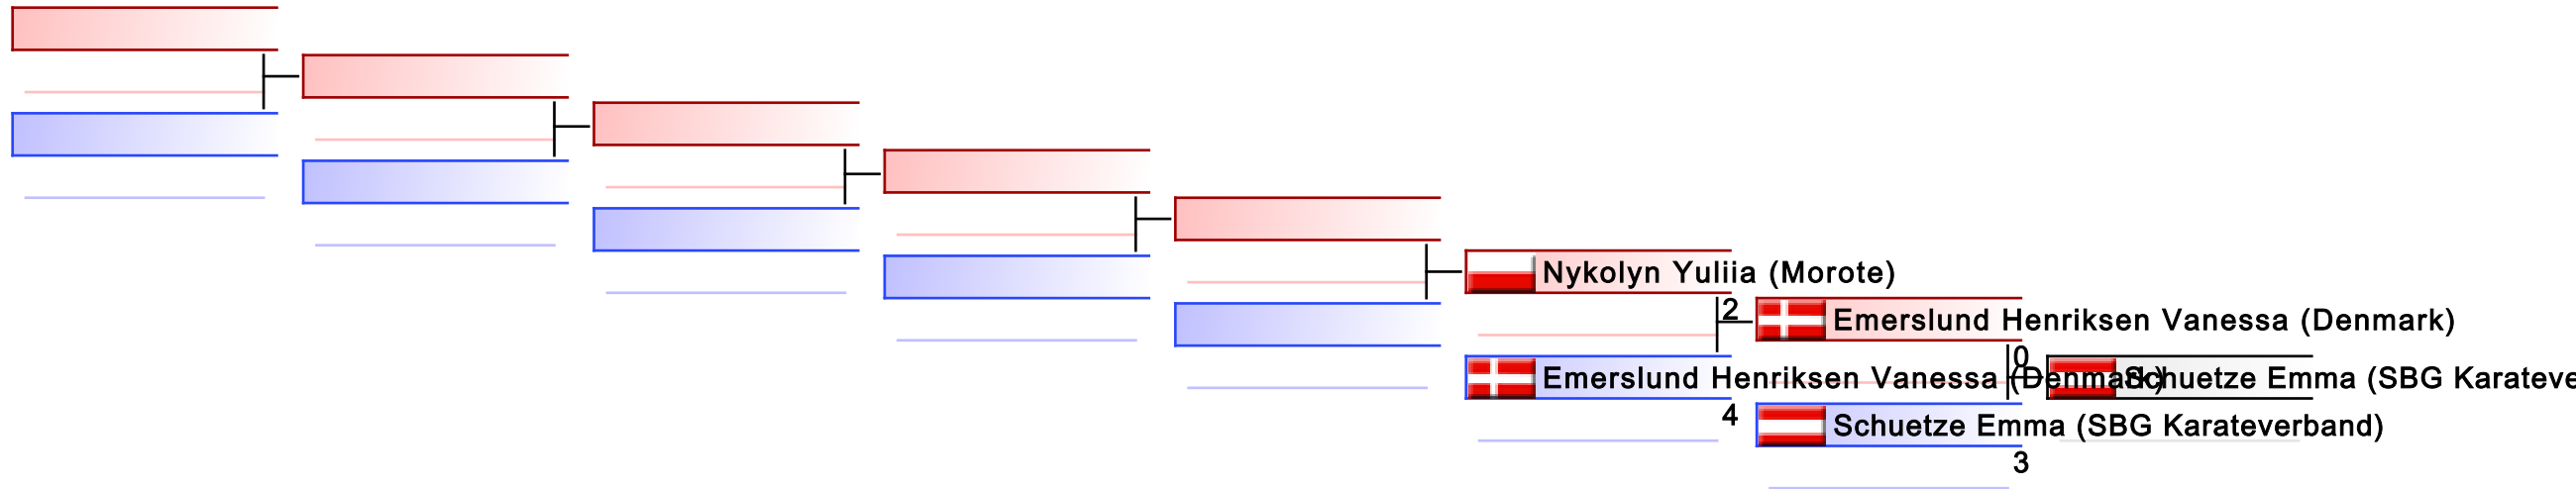 Nykolyn Yuliia (Morote)
2
Emerslund Henriksen Vanessa (Denmark)
0
Emerslund Henriksen Vanessa (Denmark)
Schuetze Emma (SBG Karateve
4
Schuetze Emma (SBG Karateverband)
3